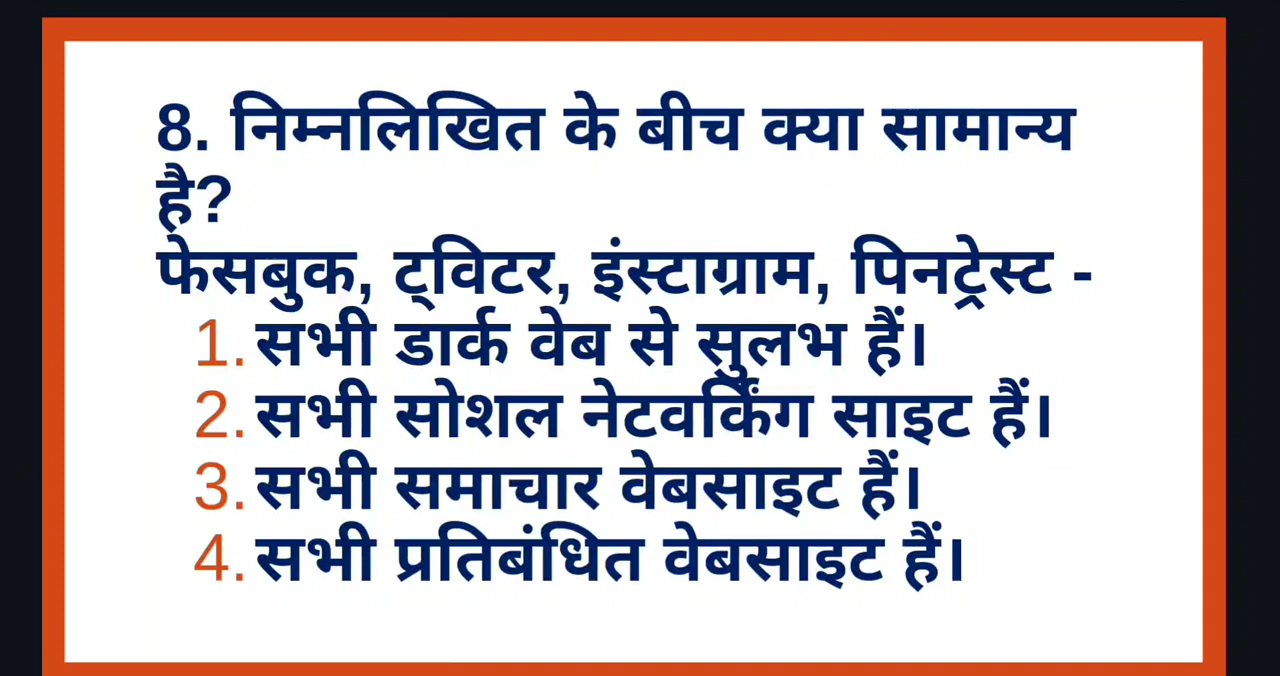 8. निम्नलिखित के बीच क्या सामान्य
है?
फेसबुक, ट्विटर, इंस्टाग्राम, पिनट्रेस्ट -
1. सभी डार्क वेब से सुलभ हैं।
2. सभी सोशल नेटवर्किंग साइट हैं।
3. सभी समाचार वेबसाइट हैं।
4. सभी प्रतिबंधित वेबसाइट हैं।